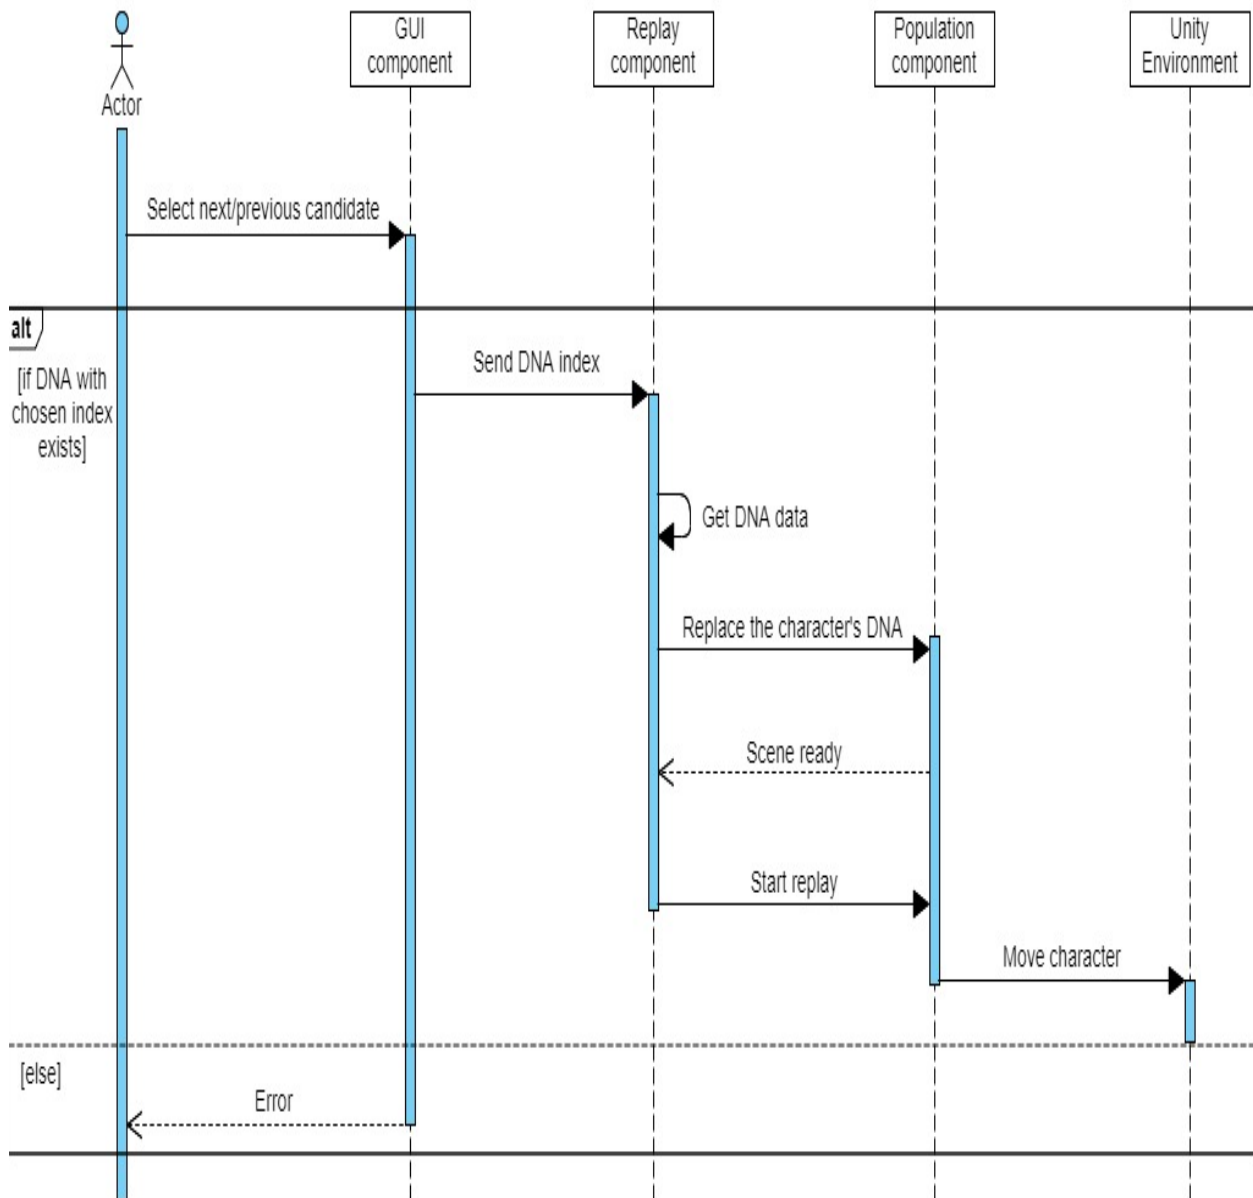 Actor
GUI
component
Replay
component
Population
component
Unity
Environment
Select next/previous candidate
alt
[if DNA with
chosen index
exists]
Send DNA index
Get DNA data
Replace the character's DNA
Scene ready
Start replay
Move character
[else]
Error